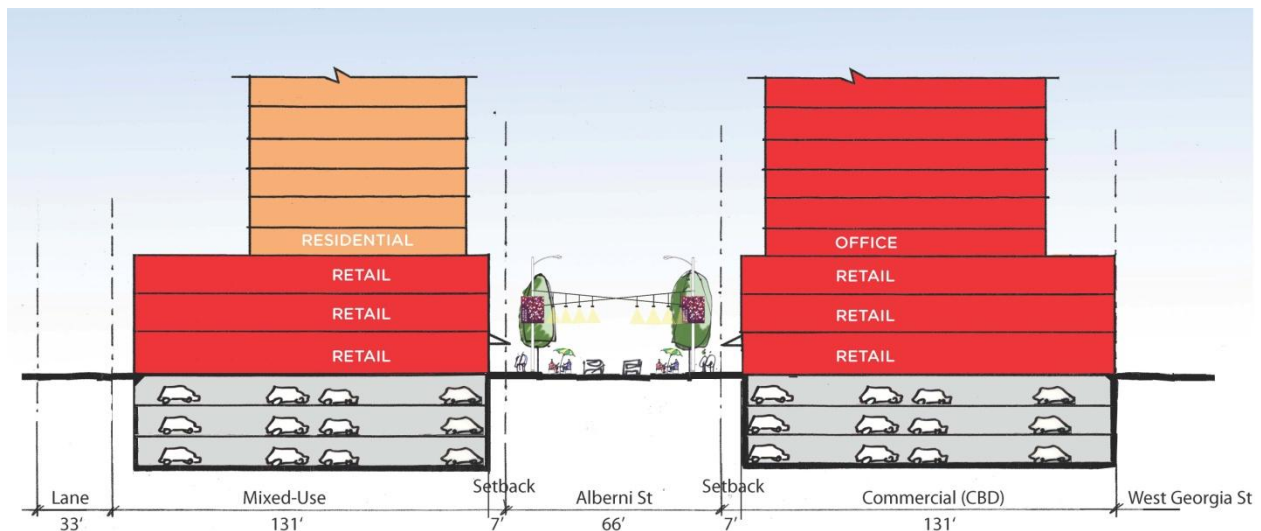 RESIDENTIAL
RETAIL
RETAIL
RETAIL
OFFICE
RETAIL
RETAIL
RETAIL
Lane
33'
Mixed-Use
131'
Setback
7'
Alberni St
66'
Setback
7'
Commercial (CBD)
131'
West Georgia St